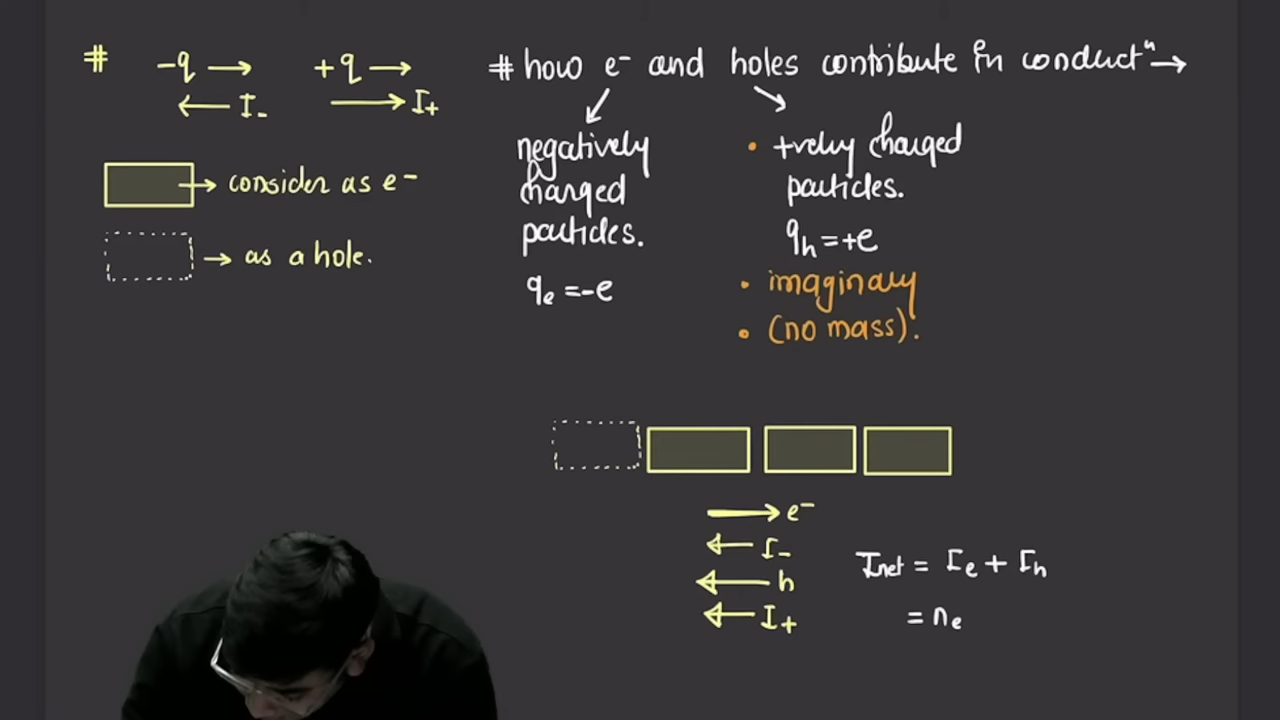 # -q → +q →
← I- → I+
→ consider as e-
→ as a hole.
# how e- and holes contribute in conductⁿ →
negatively
charged
particles.
qe = -e
• +vely charged
particles.
qh = +e
• imaginary
• (no mass).
→ e-
← I-
← h
← I+
Inet = Ie + Ih
= ne